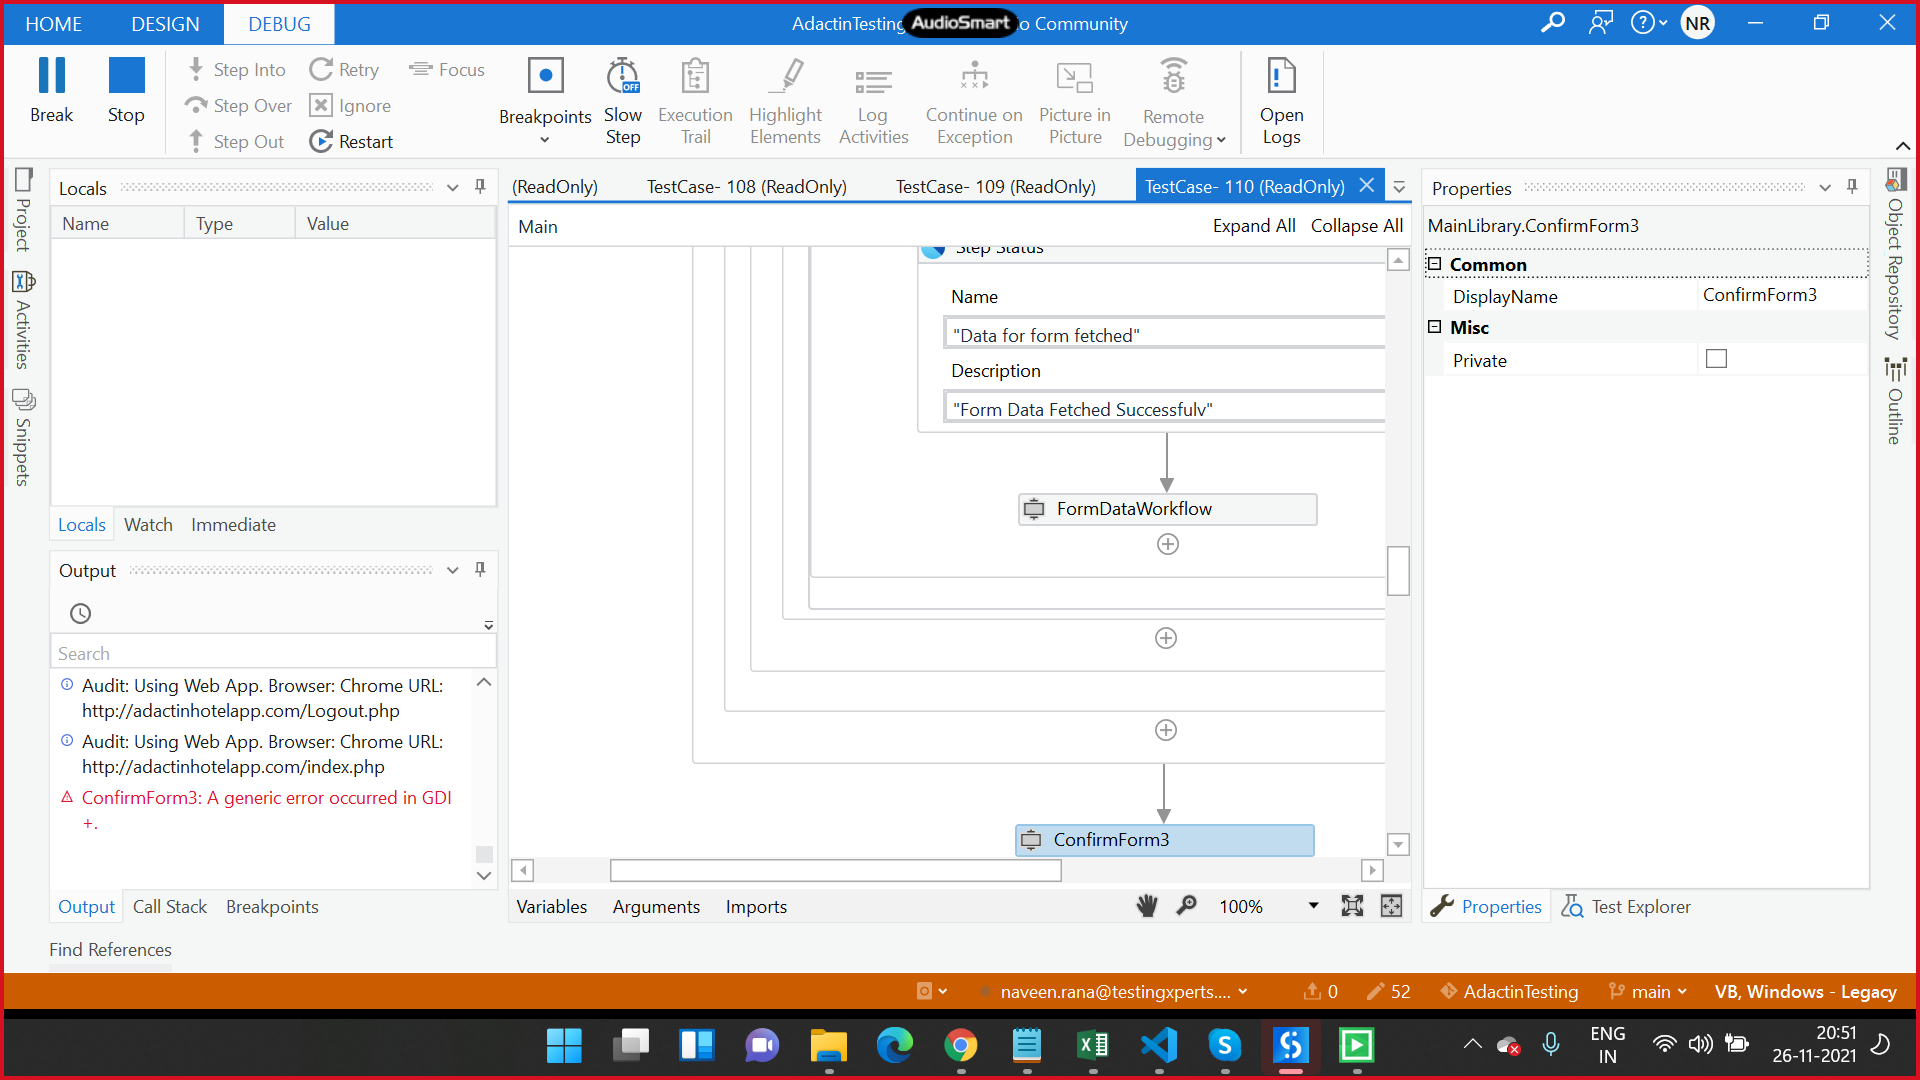 HOME DESIGN DEBUG
AdactinTesting AudioSmart o Community
NR
Break
Stop
Step Into
Step Over
Step Out
Retry
Ignore
Restart
Focus
Breakpoints
OFF
Slow
Step
Execution
Trail
Highlight
Elements
Log
Activities
Continue on
Exception
Picture in
Picture
Remote
Debugging
Open
Logs
Project
Activities
Snippets
Locals
Name Type Value
Locals Watch Immediate
Output
Search
Audit: Using Web App. Browser: Chrome URL:
http://adactinhotelapp.com/Logout.php
Audit: Using Web App. Browser: Chrome URL:
http://adactinhotelapp.com/index.php
ConfirmForm3: A generic error occurred in GDI
+.
Output Call Stack Breakpoints
Find References
(ReadOnly) TestCase- 108 (ReadOnly) TestCase- 109 (ReadOnly) TestCase- 110 (ReadOnly)
Main Expand All Collapse All
Step Status
Name
"Data for form fetched"
Description
"Form Data Fetched Successfuly"
FormDataWorkflow
ConfirmForm3
Variables Arguments Imports 100%
Properties
MainLibrary.ConfirmForm3
Common
DisplayName ConfirmForm3
Misc
Private
Properties Test Explorer
Object Repository
Outline
naveen.rana@testingxperts.... 0 52 AdactinTesting main VB, Windows - Legacy
ENG
IN
20:51
26-11-2021